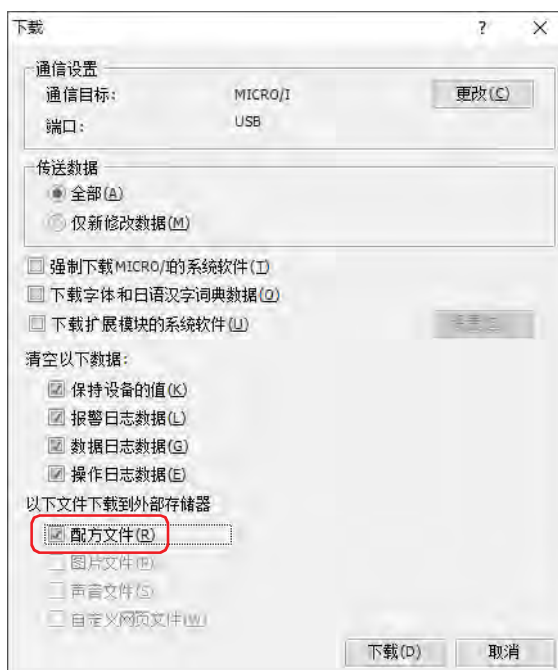 下载 ?
通信设置
通信目标: MICRO/I 更改(C)
端口: USB
传送数据
全部(A)
仅新修改数据(M)
强制下载MICRO/I的系统软件(T)
下载字体和日语汉字词典数据(O)
下载扩展模块的系统软件(U)
清空以下数据:
保持设备的值(K)
报警日志数据(L)
数据日志数据(G)
操作日志数据(E)
以下文件下载到外部存储器
配方文件(R)
图片文件(P)
声音文件(S)
自定义网页文件(W)
下载(D) 取消